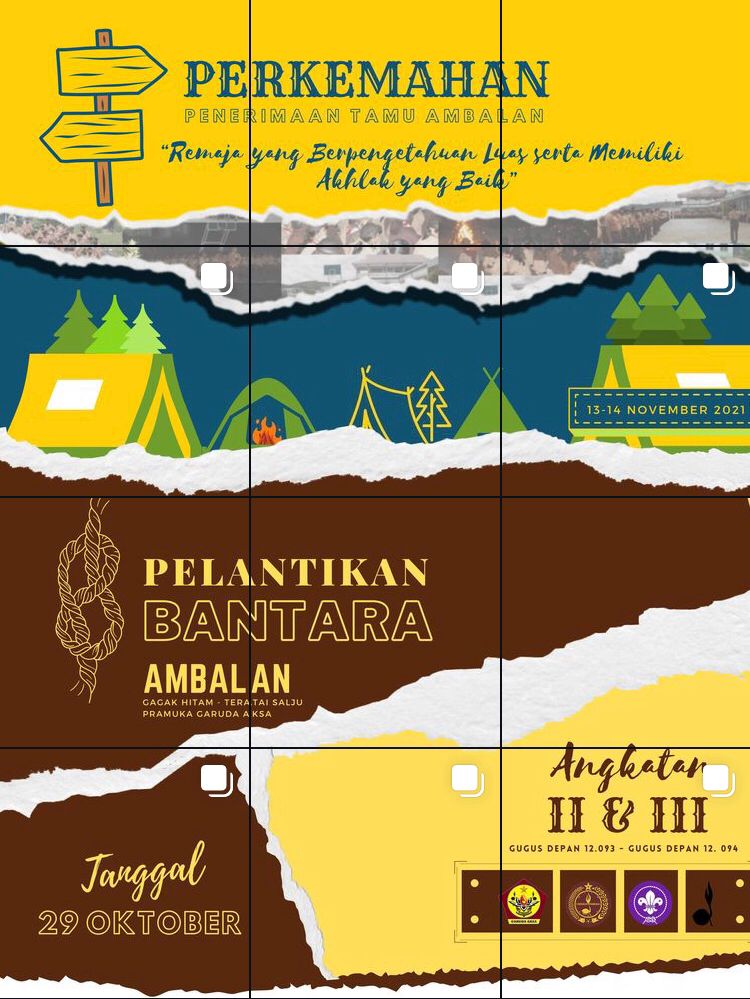 PERKEMAHAN
PENERIMAAN TAMU AMBALAN
“Remaja yang Berpengetahuan Luas serta Memiliki
Akhlak yang Baik”
13-14 NOVEMBER 2021
PELANTIKAN
BANTARA
AMBALAN
GAGAK HITAM - TERATAI SALJU
PRAMUKA GARUDA AKSA
Angkatan
II & III
GUGUS DEPAN 12.093 - GUGUS DEPAN 12. 094
Tanggal
29 OKTOBER